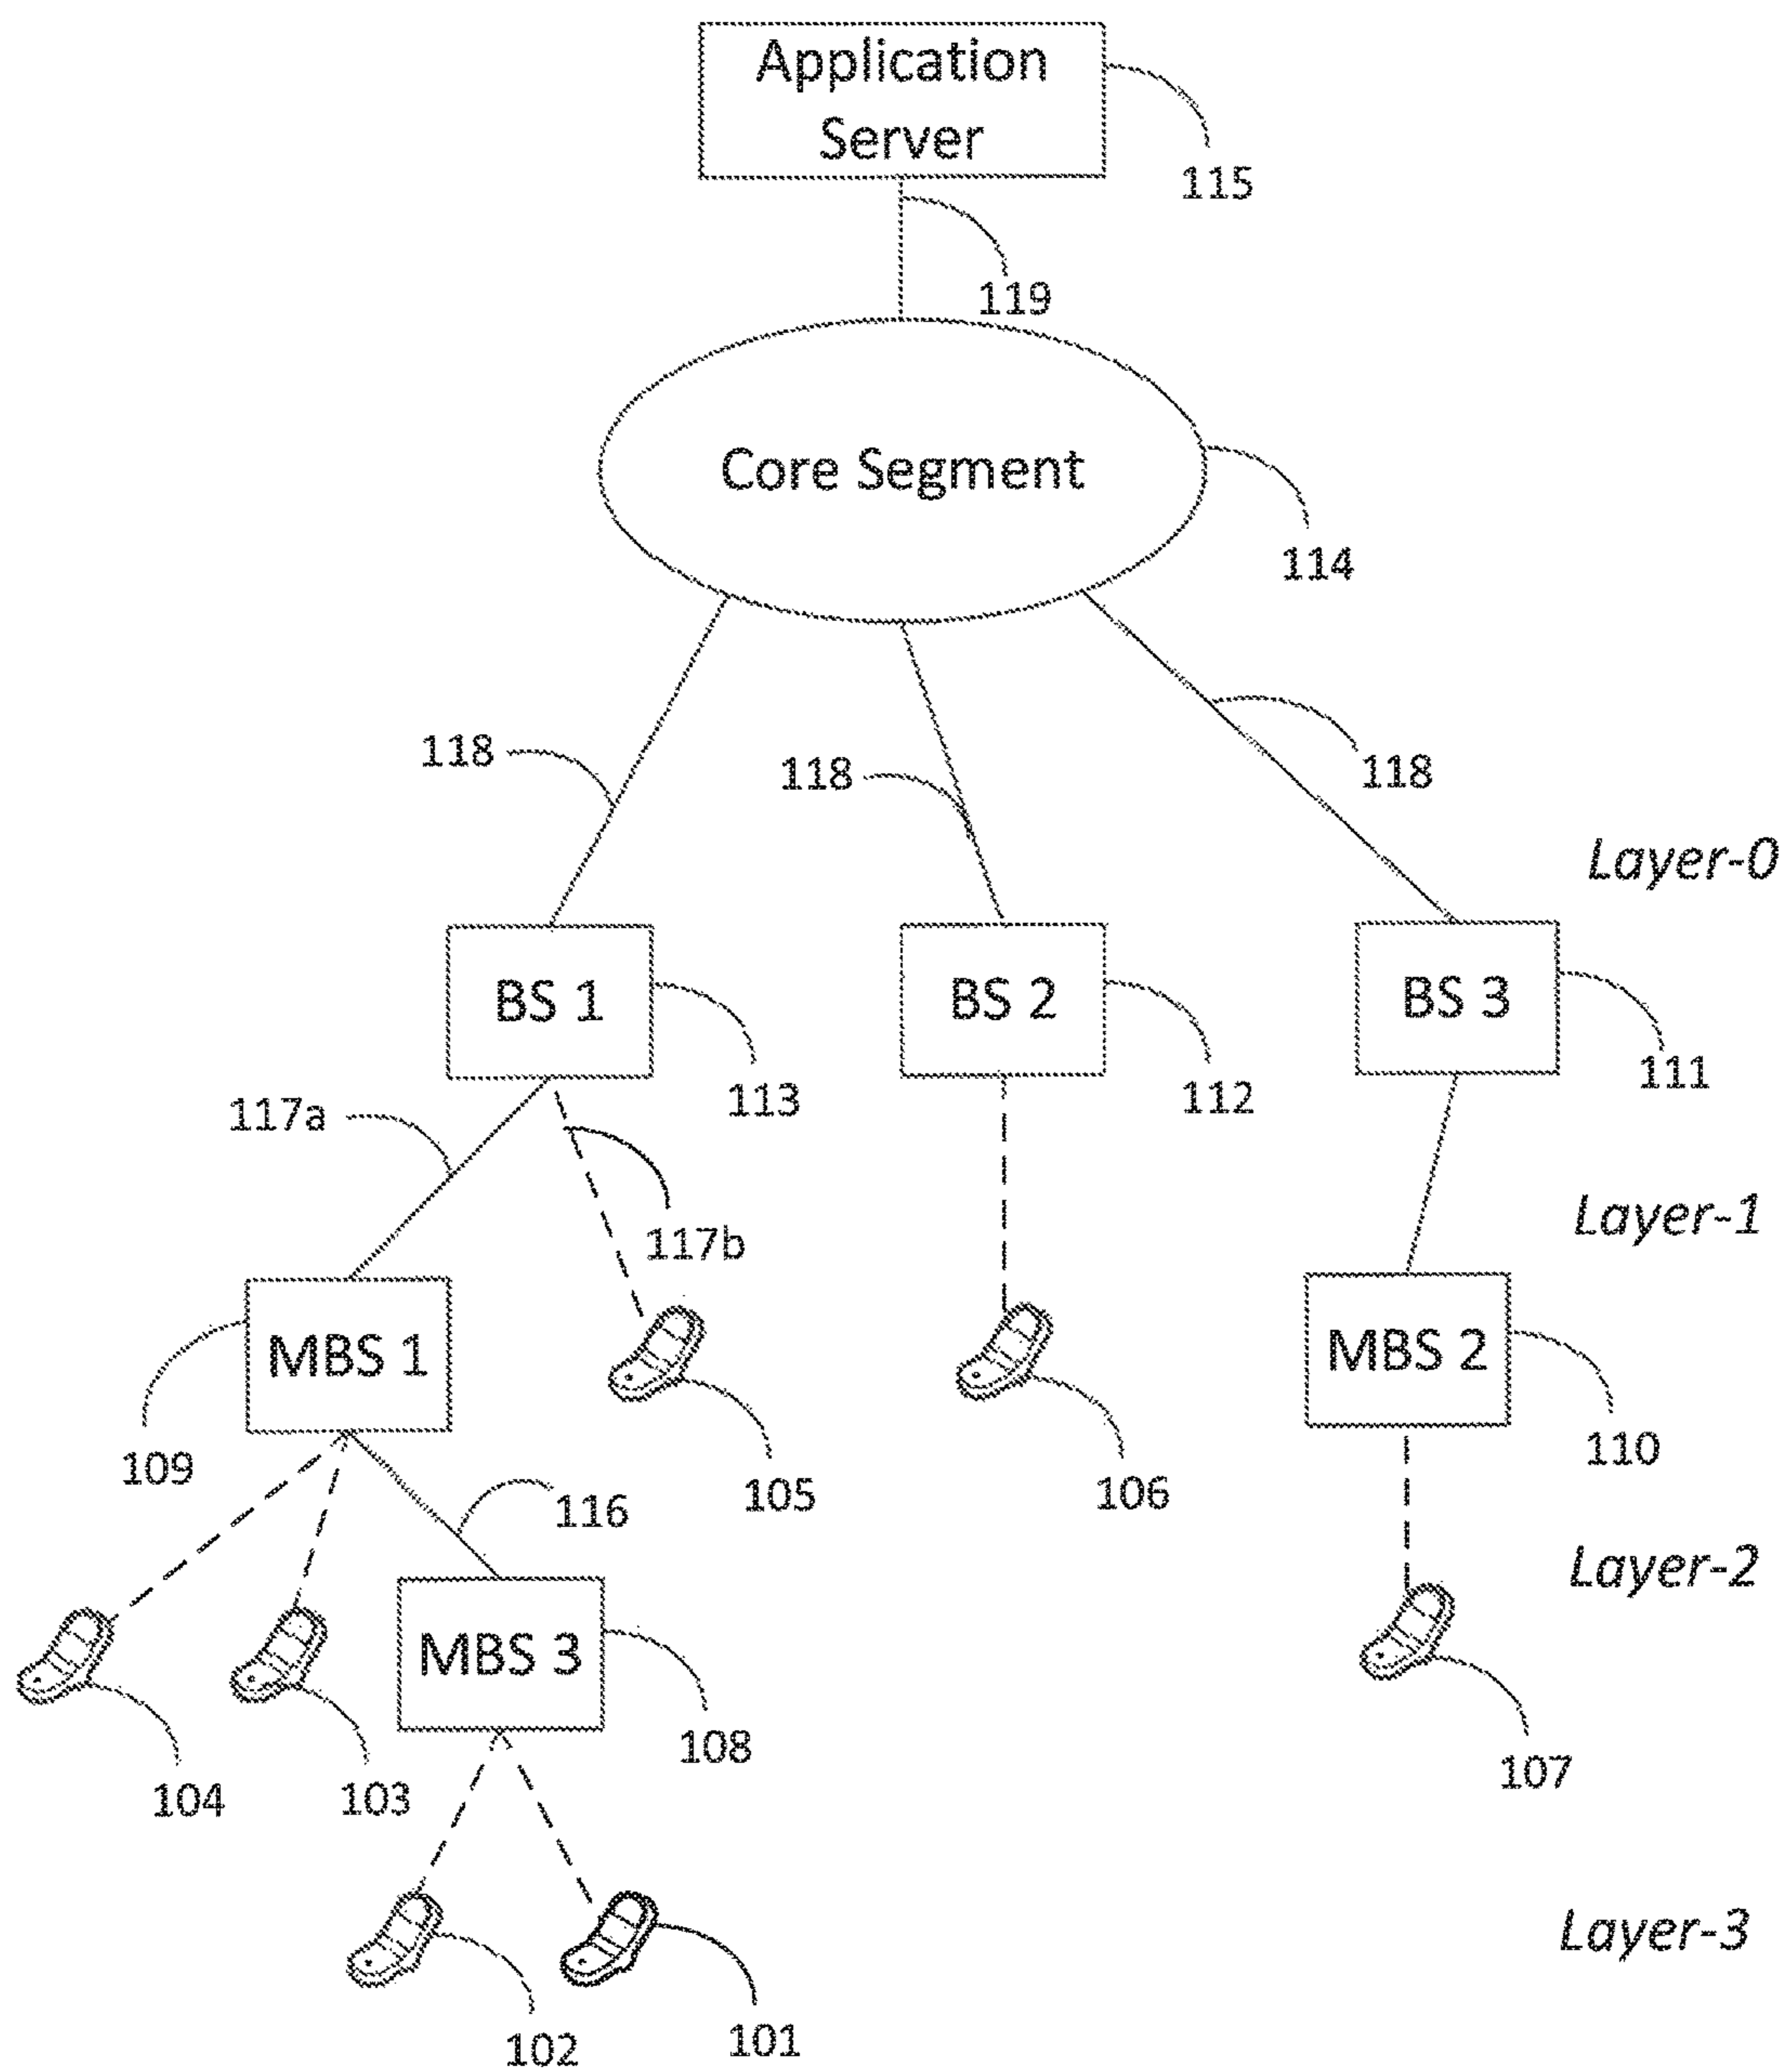 Application
Server
115
119
Core Segment
114
118
118
118
Layer-0
BS 1
BS 2
BS 3
113
112
111
117a
117b
Layer-1
MBS 1
MBS 2
109
105
106
110
116
Layer-2
MBS 3
104
103
108
107
Layer-3
102
101